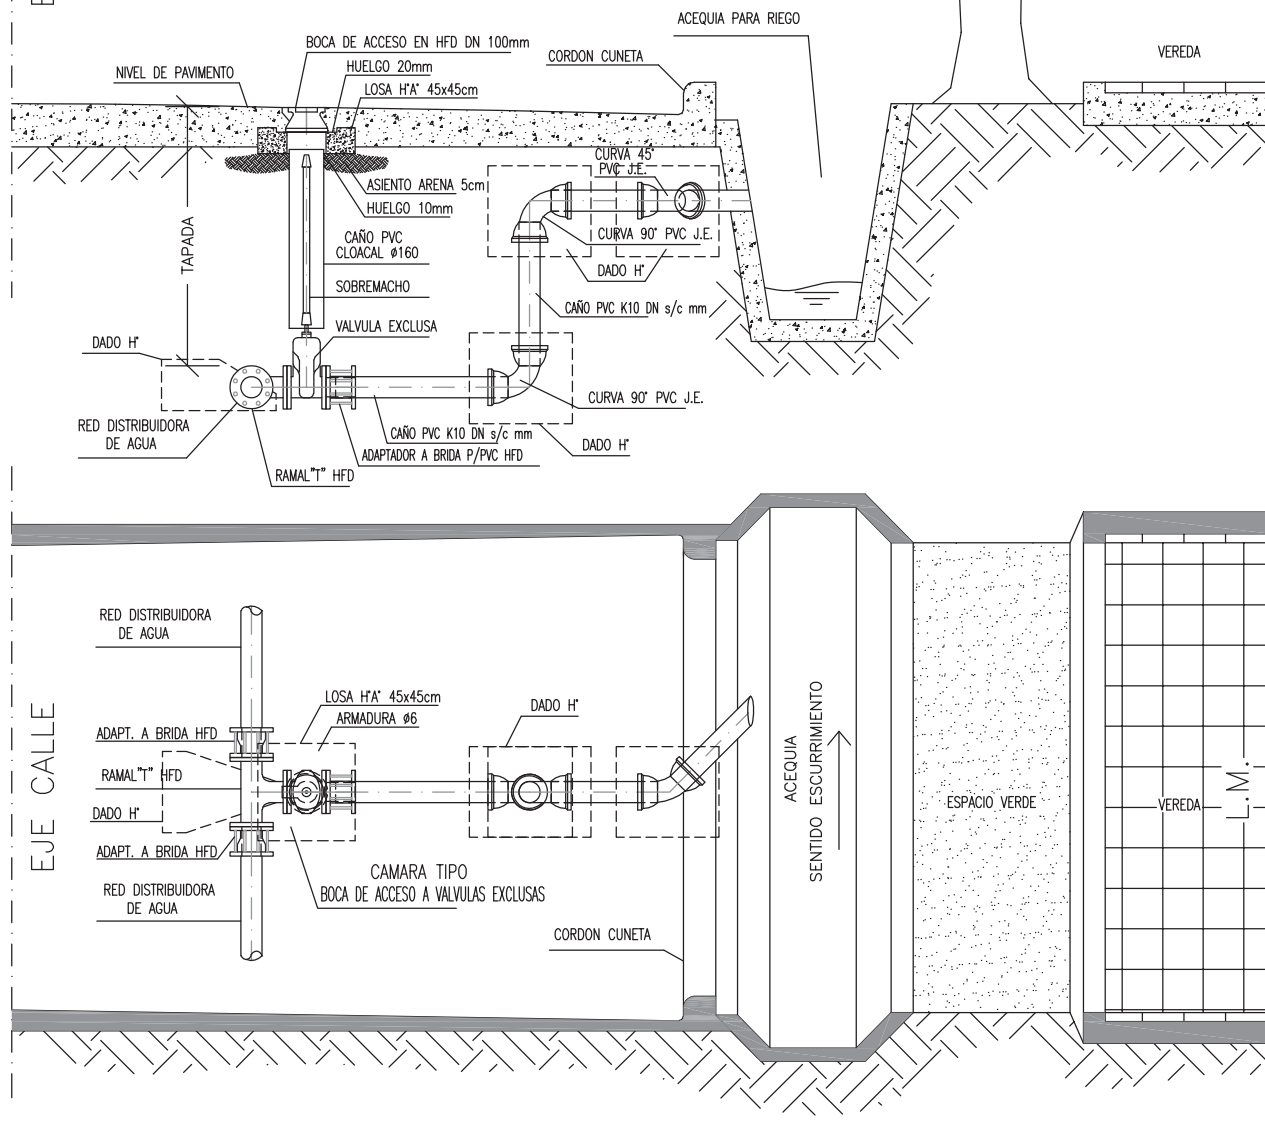 ACEQUIA PARA RIEGO
BOCA DE ACCESO EN HFD DN 100mm
CORDON CUNETA
VEREDA
HUELGO 20mm
NIVEL DE PAVIMENTO
LOSA H°A° 45x45cm
CURVA 45°
PVC J.E.
ASIENTO ARENA 5cm
HUELGO 10mm
CAÑO PVC
CLOACAL ø160
CURVA 90° PVC J.E.
TAPADA
DADO H°
SOBREMACHO
CAÑO PVC K10 DN s/c mm
VALVULA EXCLUSA
DADO H°
CURVA 90° PVC J.E.
RED DISTRIBUIDORA
DE AGUA
CAÑO PVC K10 DN s/c mm
ADAPTADOR A BRIDA P/PVC HFD
DADO H°
RAMAL"T" HFD
RED DISTRIBUIDORA
DE AGUA
LOSA H°A° 45x45cm
ARMADURA ø6
DADO H°
ADAPT. A BRIDA HFD
RAMAL"T" HFD
DADO H°
ADAPT. A BRIDA HFD
EJE CALLE
ACEQUIA
SENTIDO ESCURRIMIENTO
ESPACIO VERDE
VEREDA
L.M.
CAMARA TIPO
BOCA DE ACCESO A VALVULAS EXCLUSAS
RED DISTRIBUIDORA
DE AGUA
CORDON CUNETA